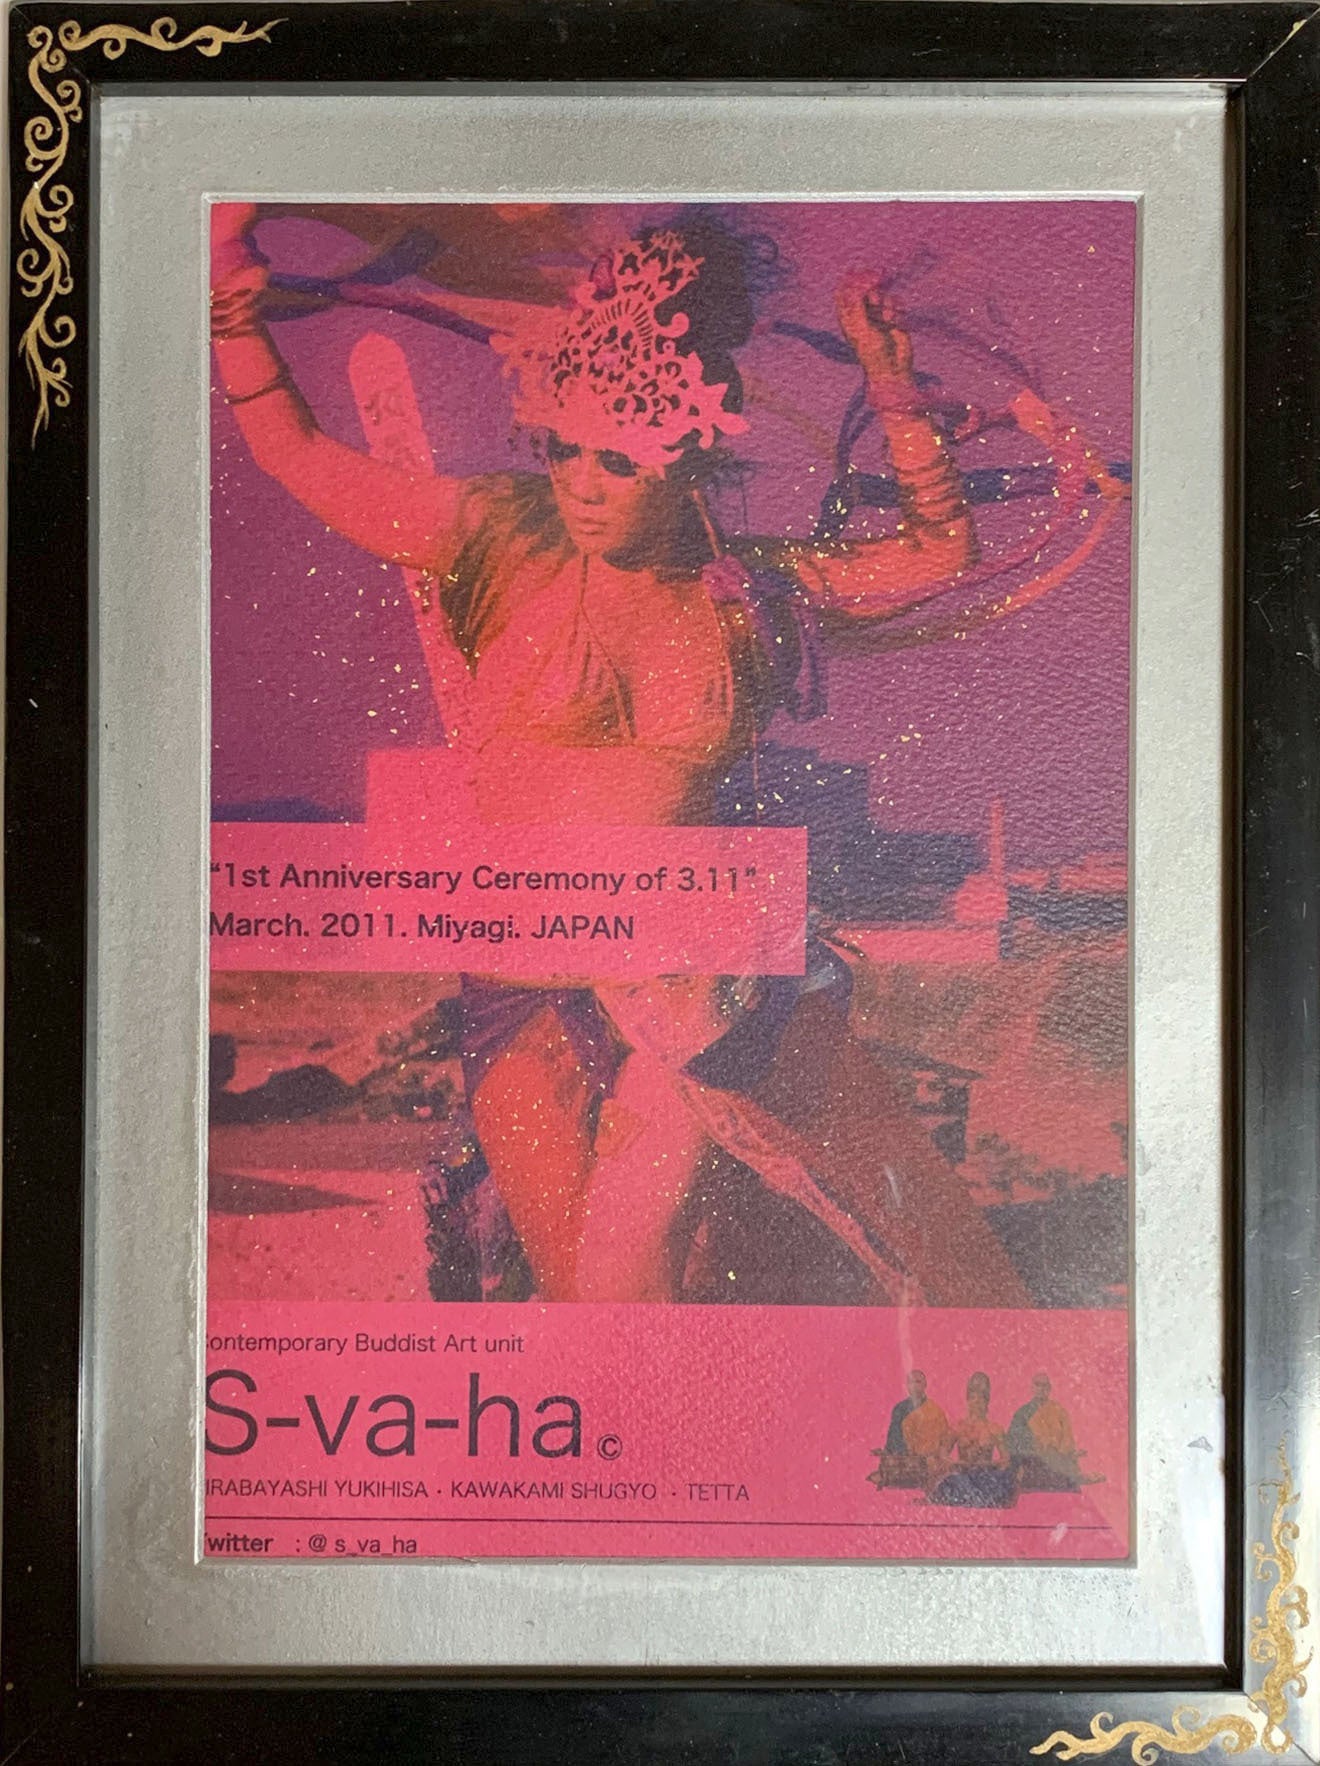 "1st Anniversary Ceremony of 3.11"
March. 2011. Miyagi. JAPAN
ontemporary Buddist Art unit
S-va-ha ©
IRABAYASHI YUKIHISA · KAWAKAMI SHUGYO · TETTA
witter : @ s_va_ha